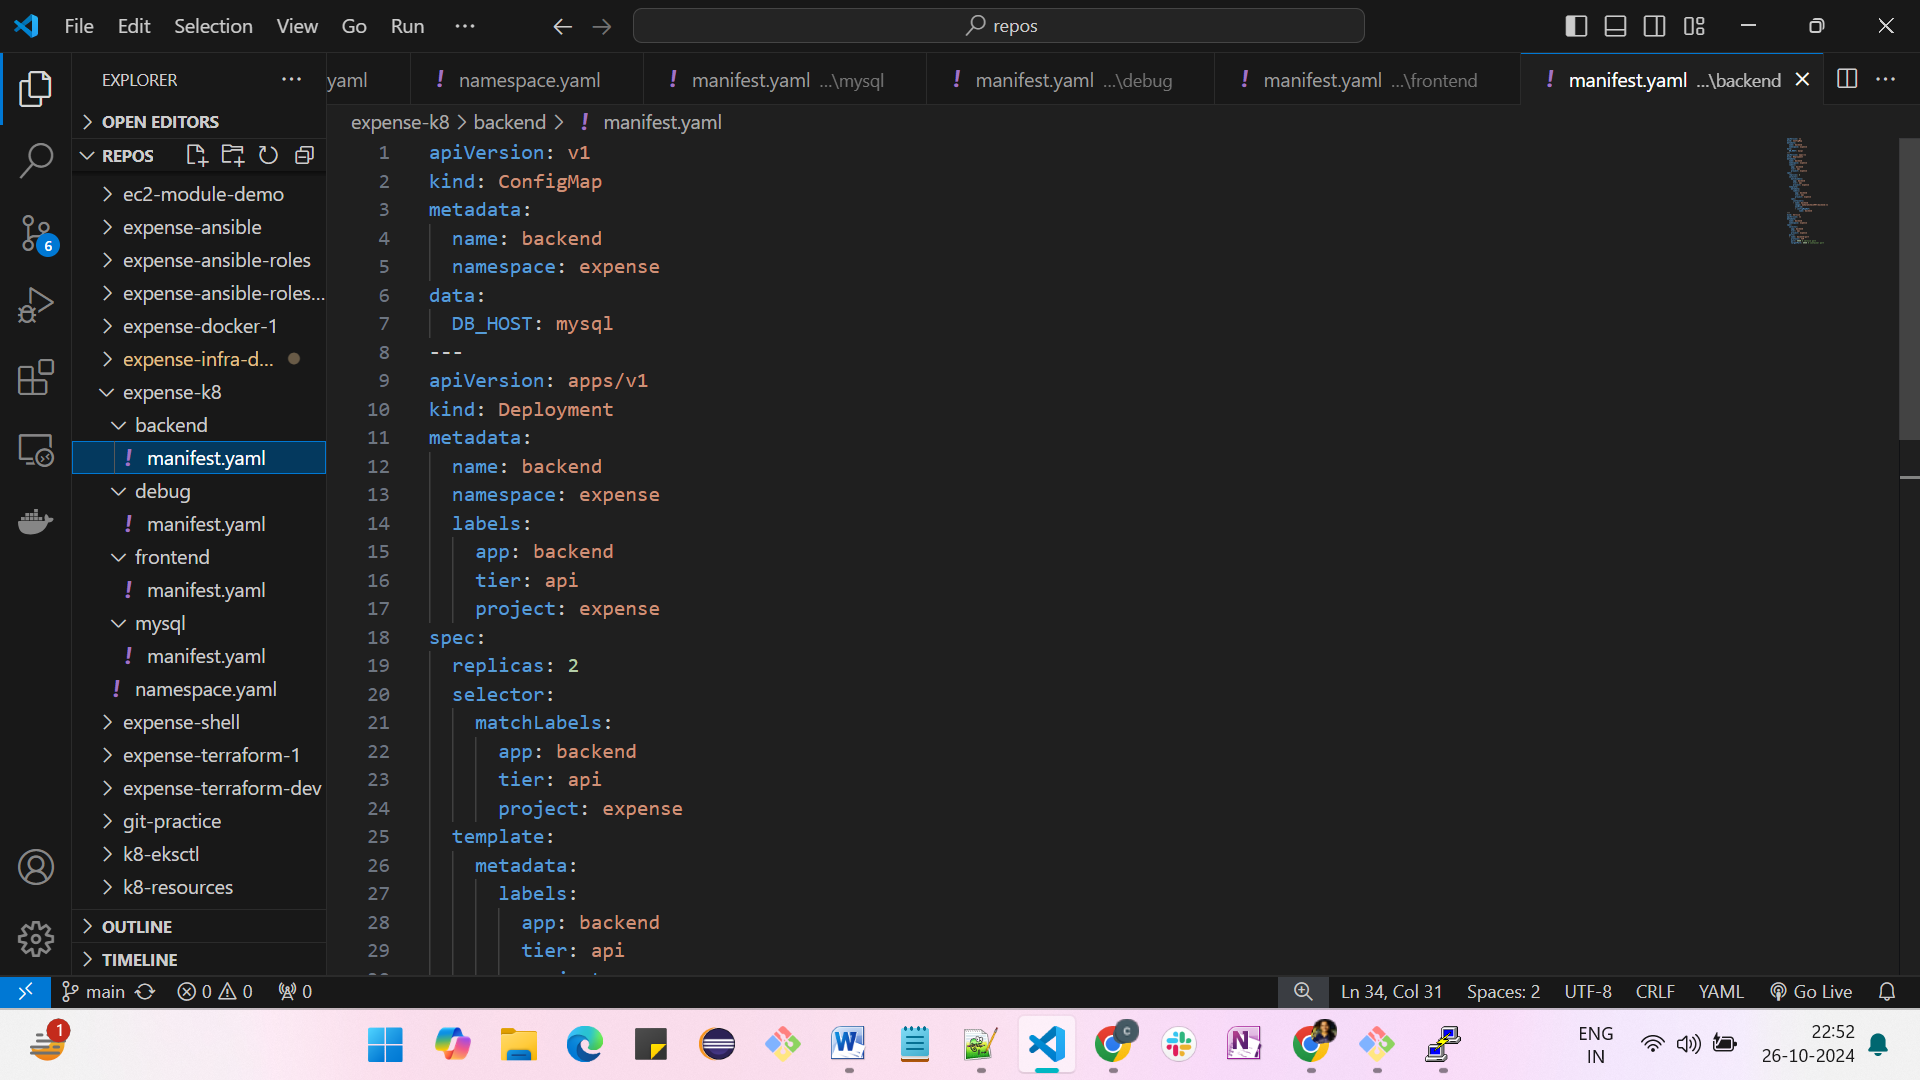 File Edit Selection View Go Run ···
repos
EXPLORER ···
yaml
namespace.yaml
manifest.yaml ...\mysql
manifest.yaml ...\debug
manifest.yaml ...\frontend
manifest.yaml ...\backend
OPEN EDITORS
REPOS
ec2-module-demo
expense-ansible
expense-ansible-roles
expense-ansible-roles...
expense-docker-1
expense-infra-d...
expense-k8
backend
! manifest.yaml
debug
! manifest.yaml
frontend
! manifest.yaml
mysql
! manifest.yaml
! namespace.yaml
expense-shell
expense-terraform-1
expense-terraform-dev
git-practice
k8-eksctl
k8-resources
OUTLINE
TIMELINE
6
expense-k8 > backend > ! manifest.yaml
1 apiVersion: v1
2 kind: ConfigMap
3 metadata:
4 name: backend
5 namespace: expense
6 data:
7 DB_HOST: mysql
8 ---
9 apiVersion: apps/v1
10 kind: Deployment
11 metadata:
12 name: backend
13 namespace: expense
14 labels:
15 app: backend
16 tier: api
17 project: expense
18 spec:
19 replicas: 2
20 selector:
21 matchLabels:
22 app: backend
23 tier: api
24 project: expense
25 template:
26 metadata:
27 labels:
28 app: backend
29 tier: api
main 0 0 0
Ln 34, Col 31 Spaces: 2 UTF-8 CRLF YAML Go Live
1
ENG
IN
22:52
26-10-2024